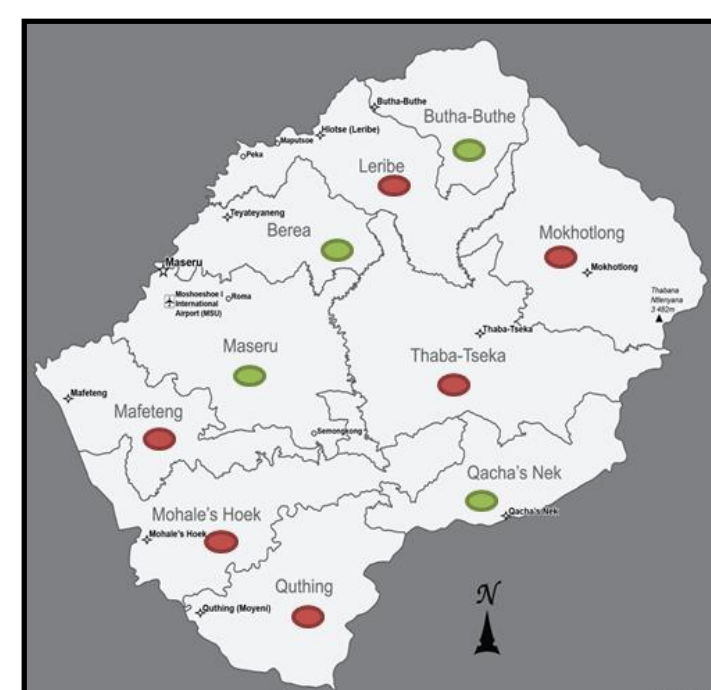 Butha-Buthe
Butha-Buthe
Hlotse (Leribe)
Maputsoe
Peka
Leribe
Teyateyaneng
Berea
Mokhotlong
Mokhotlong
Maseru
Moshoeshoe I
International
Airport (MSU)
Roma
Thabana
Ntlenyana
3 482m
Thaba-Tseka
Maseru
Thaba-Tseka
Mafeteng
Mafeteng
Semongkong
Qacha's Nek
Qacha's Nek
Mohale's Hoek
Mohale's Hoek
Quthing
Quthing (Moyeni)
N